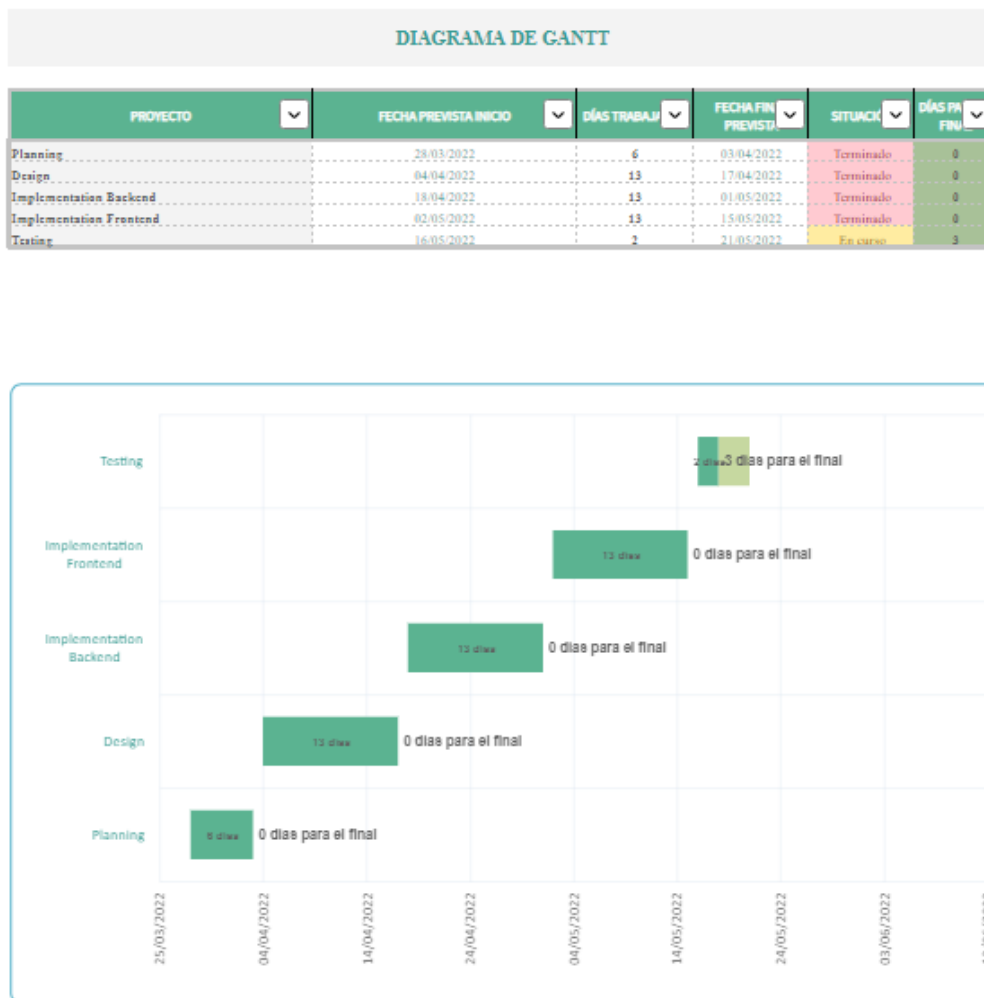 DIAGRAMA DE GANTT
PROYECTO FECHA PREVISTA INICIO DÍAS TRABAJ FECHA FIN PREVISTA SITUACIÓ DÍAS PA FINAL
Planning 28/03/2022 6 03/04/2022 Terminado 0
Design 04/04/2022 13 17/04/2022 Terminado 0
Implementation Backend 18/04/2022 13 01/05/2022 Terminado 0
Implementation Frontend 02/05/2022 13 15/05/2022 Terminado 0
Testing 16/05/2022 2 21/05/2022 En curso 3
Testing 2 dias 3 dias para el final
Implementation
Frontend
13 dias 0 dias para el final
Implementation
Backend
13 dias 0 dias para el final
Design 13 dias 0 dias para el final
Planning 6 dias 0 dias para el final
25/03/2022 04/04/2022 14/04/2022 24/04/2022 04/05/2022 14/05/2022 24/05/2022 03/06/2022